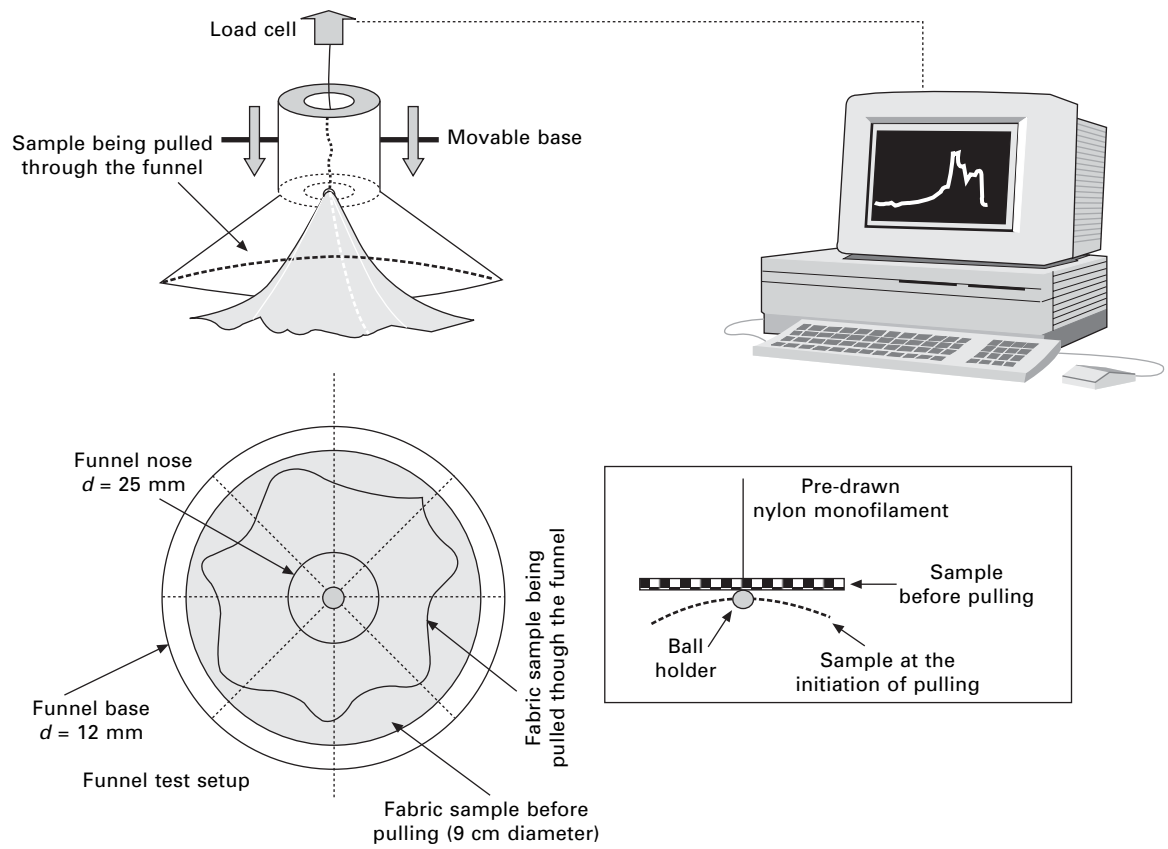 Load cell
Sample being pulled
through the funnel
Movable base
Funnel nose
d = 25 mm
Funnel base
d = 12 mm
Funnel test setup
Fabric sample being
pulled though the funnel
Fabric sample before
pulling (9 cm diameter)
Pre-drawn
nylon monofilament
Sample
before pulling
Ball
holder
Sample at the
initiation of pulling